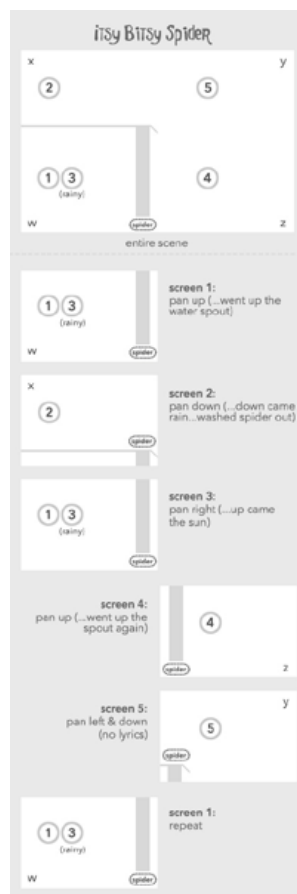 itsy Bitsy Spider
x
y
2
5
1 3
4
(rainy)
w
spider
z
entire scene
1 3
(rainy)
w
spider
screen 1:
pan up (...went up the
water spout)
x
2
spider
screen 2:
pan down (...down came
rain...washed spider out)
1 3
(rainy)
spider
screen 3:
pan right (...up came
the sun)
screen 4:
pan up (...went up the
spout again)
4
spider
z
screen 5:
pan left & down
(no lyrics)
y
5
spider
1 3
(rainy)
w
spider
screen 1:
repeat